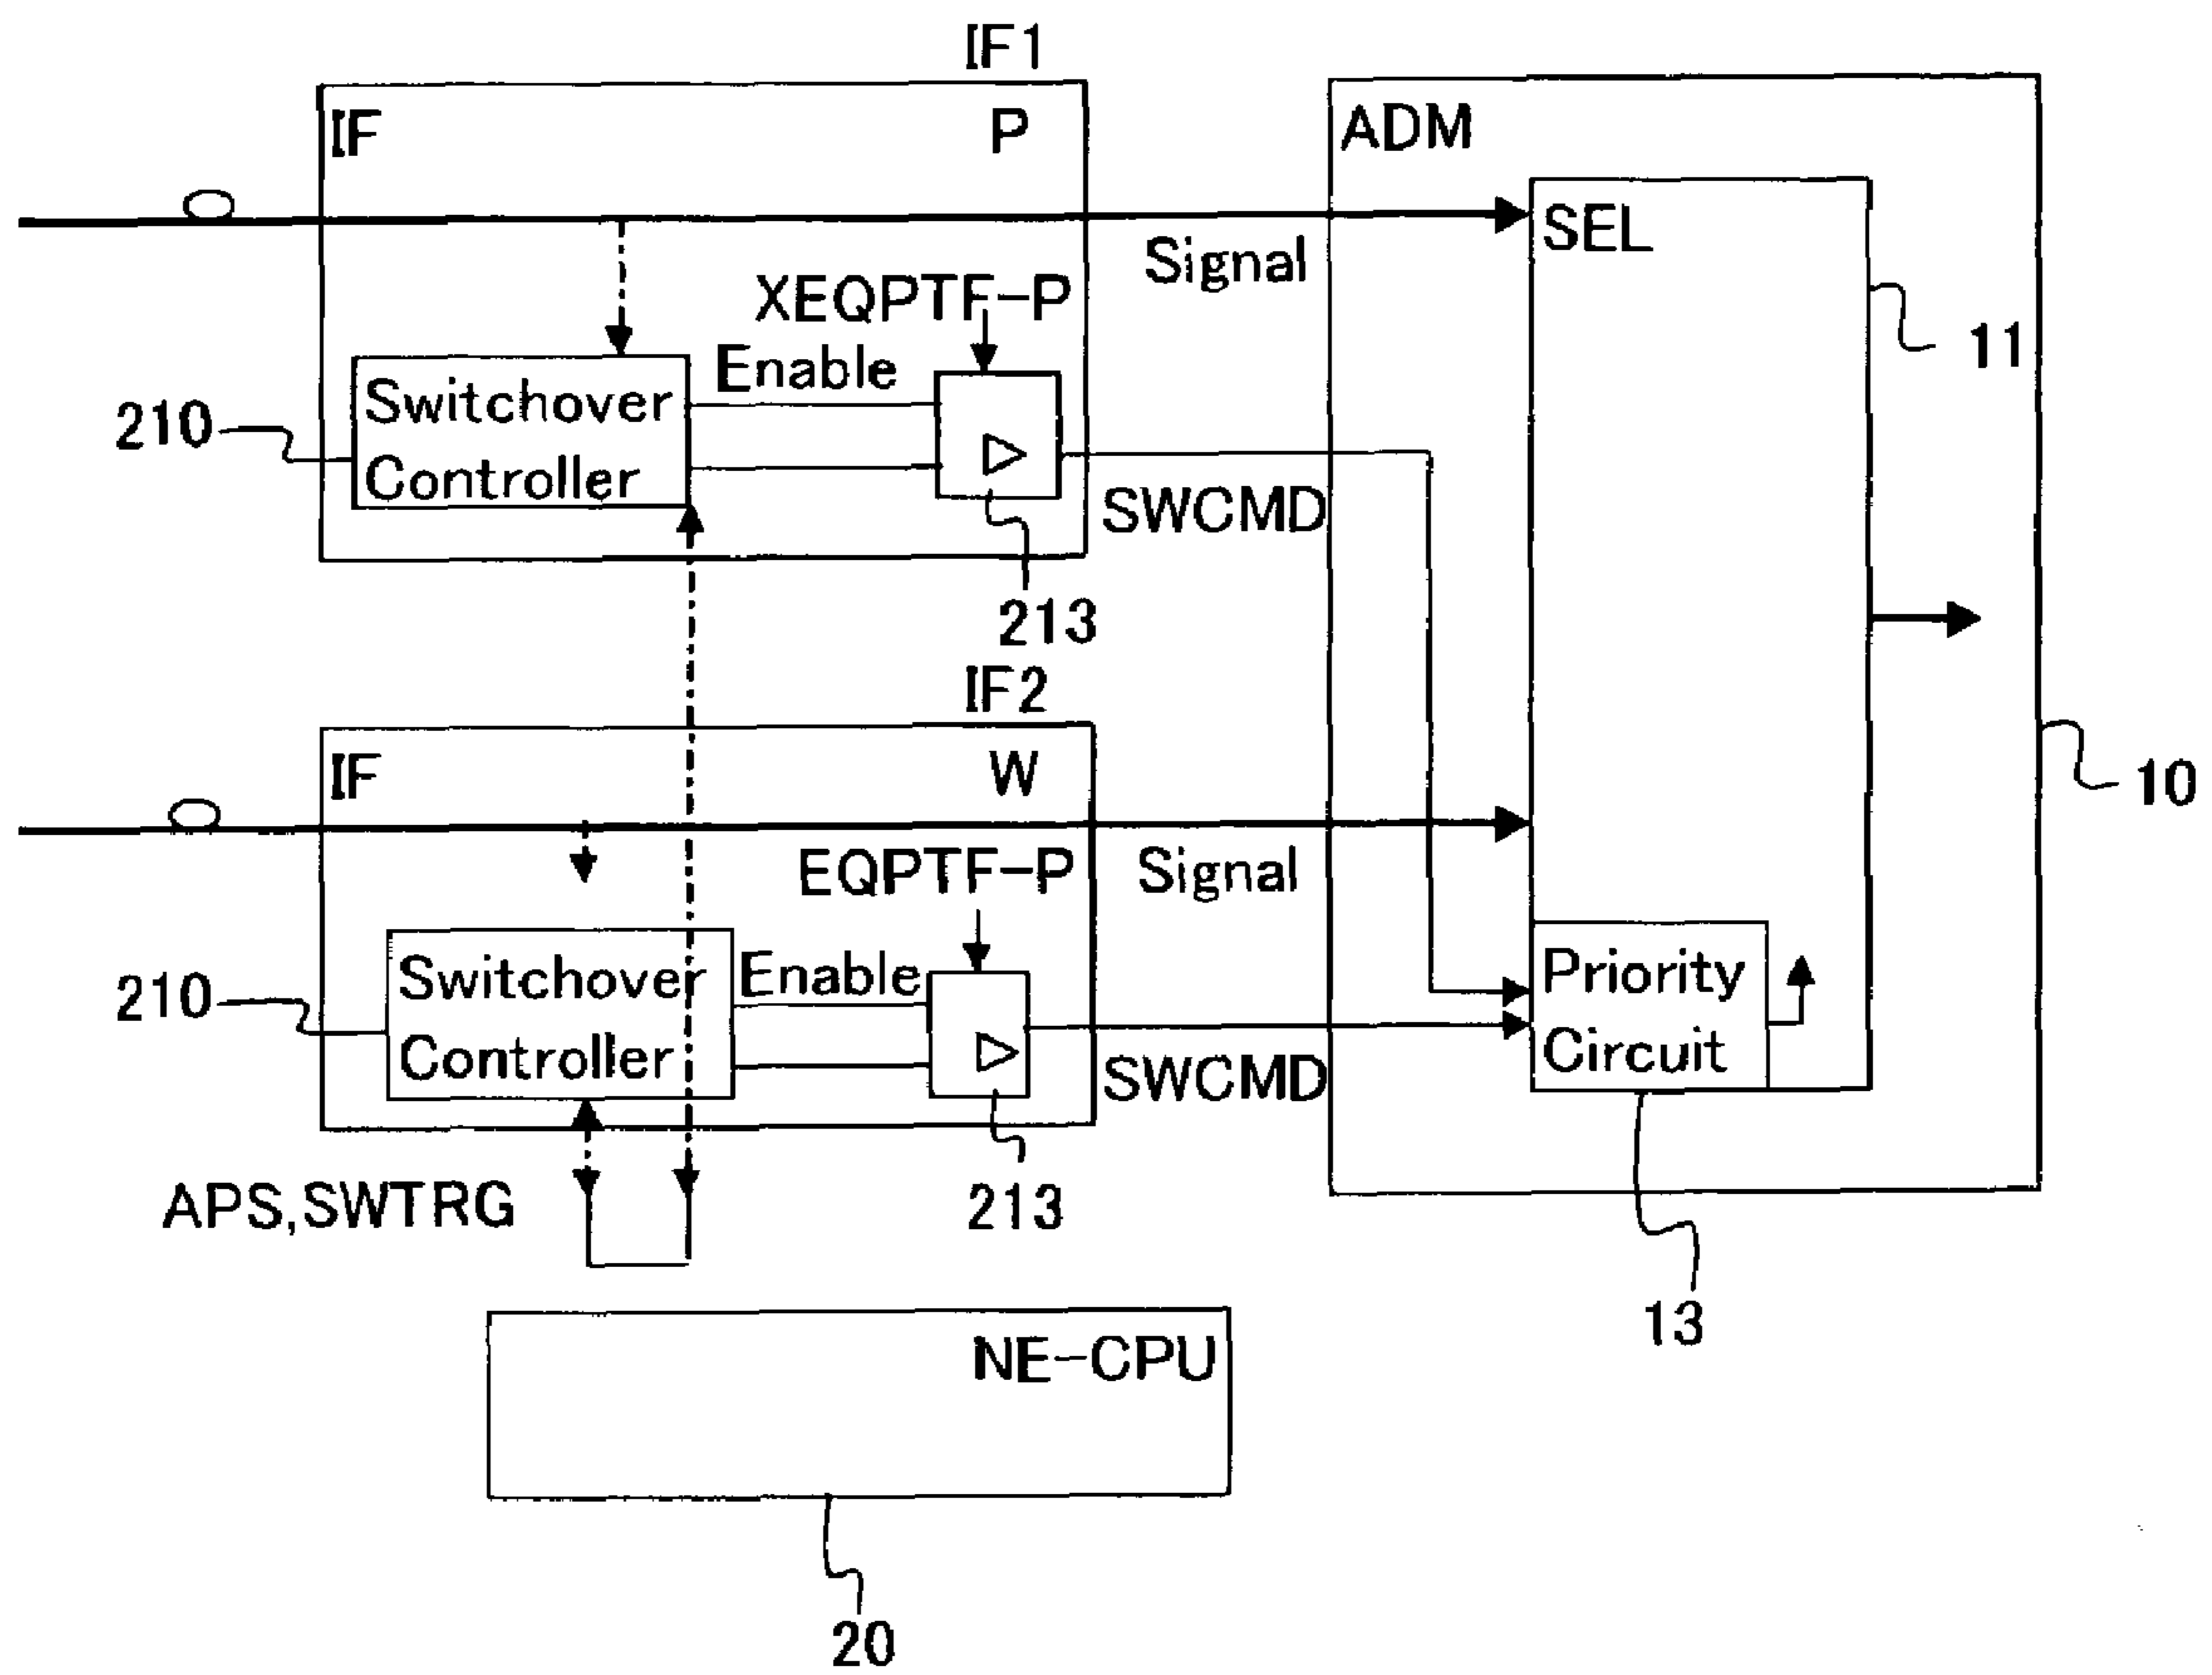 IF1
IF
P
ADM
SEL
Signal
XEQPTF-P
11
Enable
Switchover
Controller
210
SWCMD
213
IF2
IF
W
10
EQPTF-P
Signal
Enable
Switchover
Controller
210
Priority
Circuit
SWCMD
APS,SWTRG
213
13
NE-CPU
20